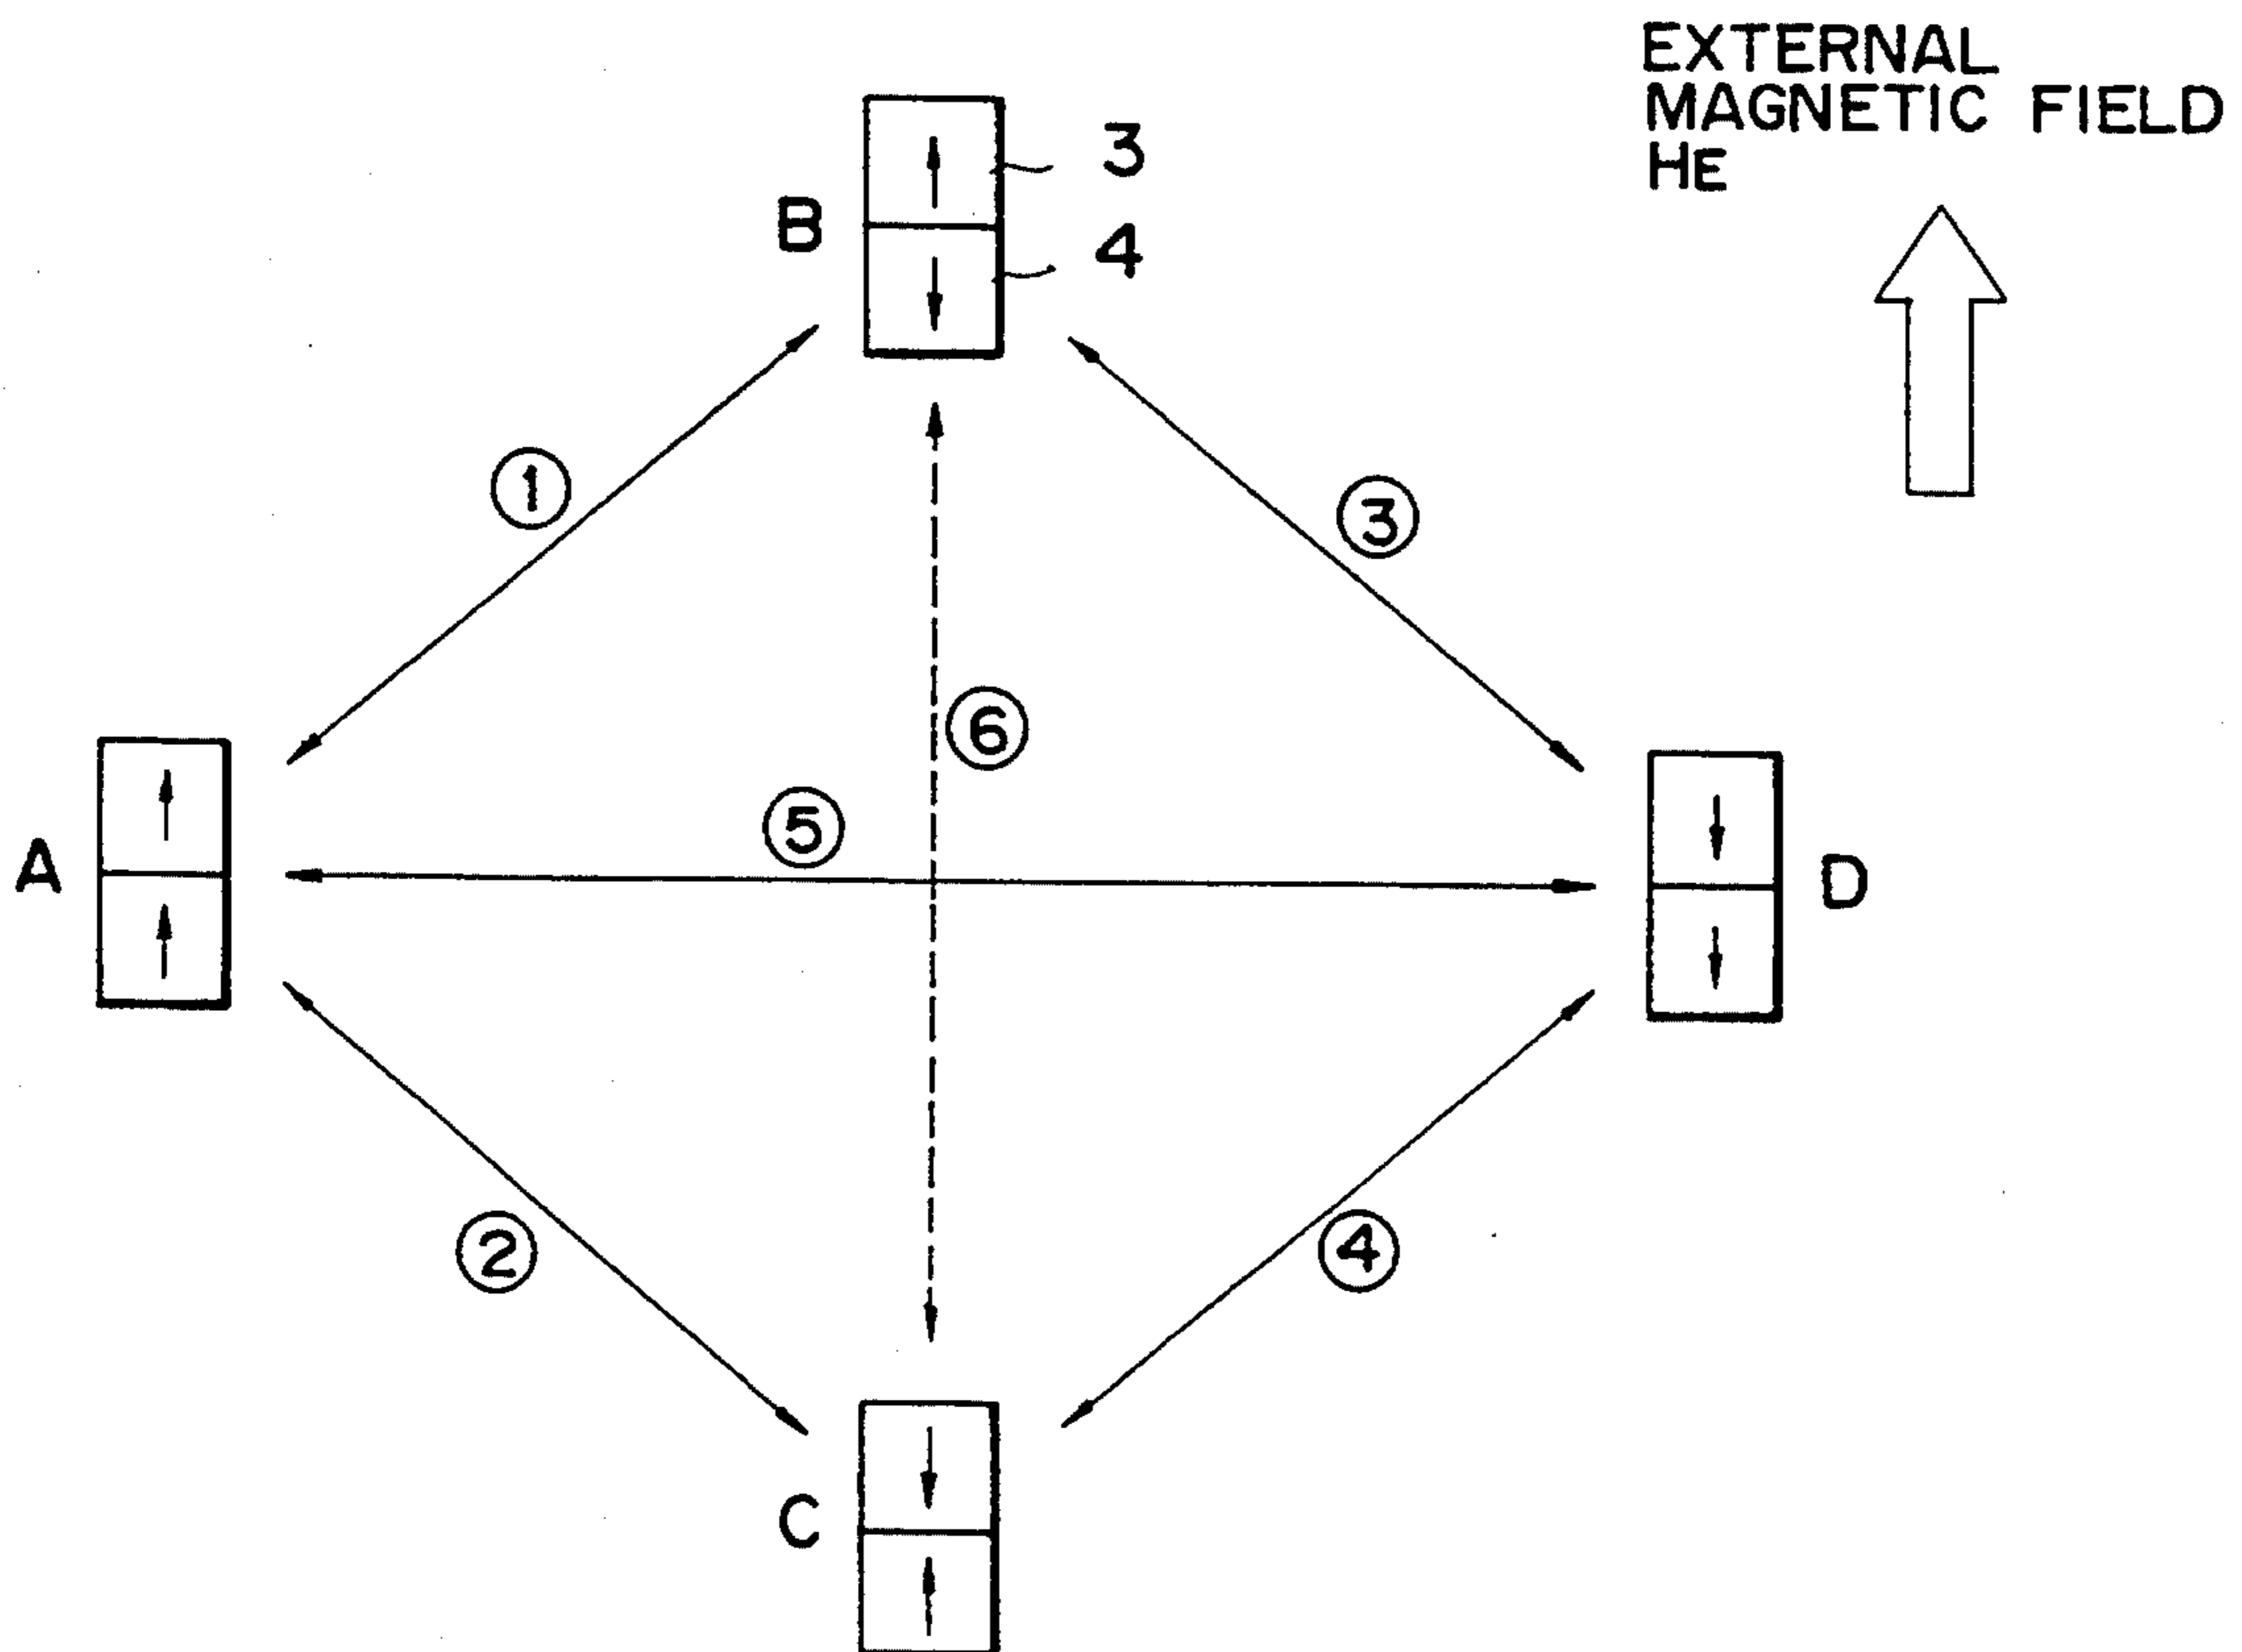 EXTERNAL
MAGNETIC FIELD
HE
3
B
4
①
③
⑥
⑤
A
D
②
④
C